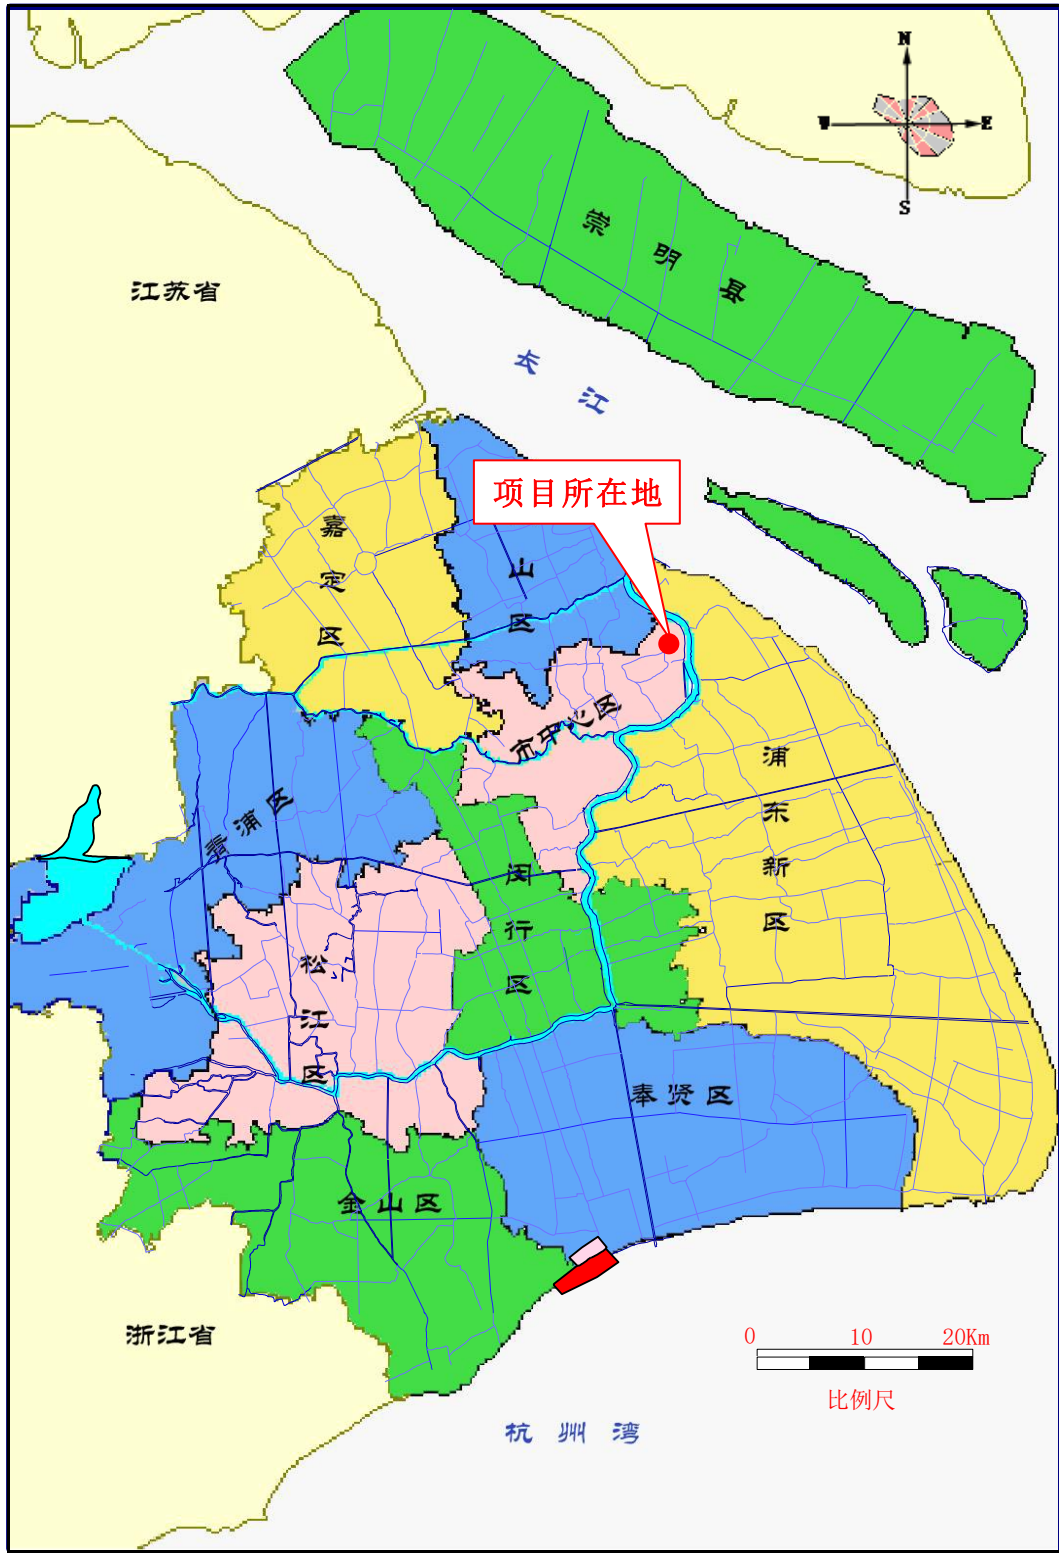 N
W
E
S
崇明县
江苏省
长江
项目所在地
嘉定区
山区
市中心区
浦东新区
青浦区
闵行区
松江区
奉贤区
金山区
浙江省
0 10 20Km
比例尺
杭州湾